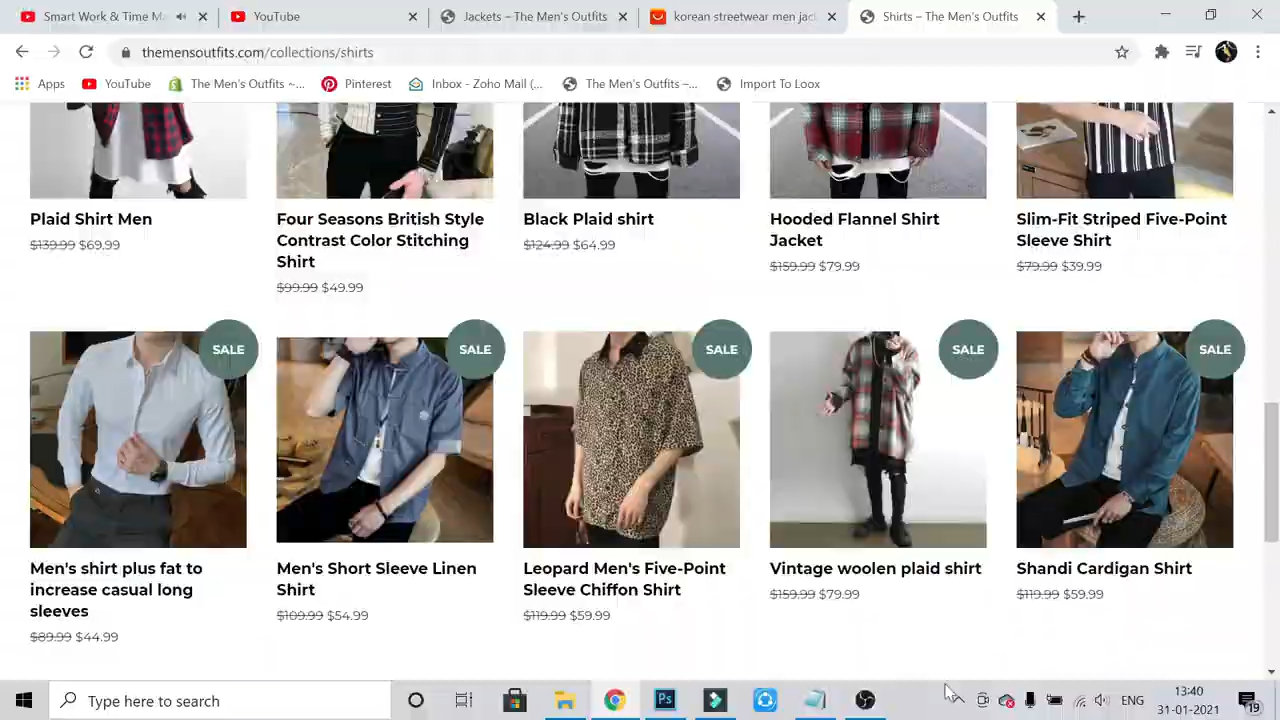 Smart Work & Time Ma
YouTube
Jackets – The Men's Outfits
korean streetwear men jack
Shirts – The Men's Outfits
themensoutfits.com/collections/shirts
Apps
YouTube
The Men's Outfits ~...
Pinterest
Inbox - Zoho Mail (...
The Men's Outfits –...
Import To Loox
Plaid Shirt Men
$139.99 $69.99
Four Seasons British Style
Contrast Color Stitching
Shirt
$99.99 $49.99
Black Plaid shirt
$124.99 $64.99
Hooded Flannel Shirt
Jacket
$159.99 $79.99
Slim-Fit Striped Five-Point
Sleeve Shirt
$79.99 $39.99
SALE
SALE
SALE
SALE
SALE
Men's shirt plus fat to
increase casual long
sleeves
$89.99 $44.99
Men's Short Sleeve Linen
Shirt
$109.99 $54.99
Leopard Men's Five-Point
Sleeve Chiffon Shirt
$119.99 $59.99
Vintage woolen plaid shirt
$159.99 $79.99
Shandi Cardigan Shirt
$119.99 $59.99
Type here to search
Ps
ENG
13:40
31-01-2021
19